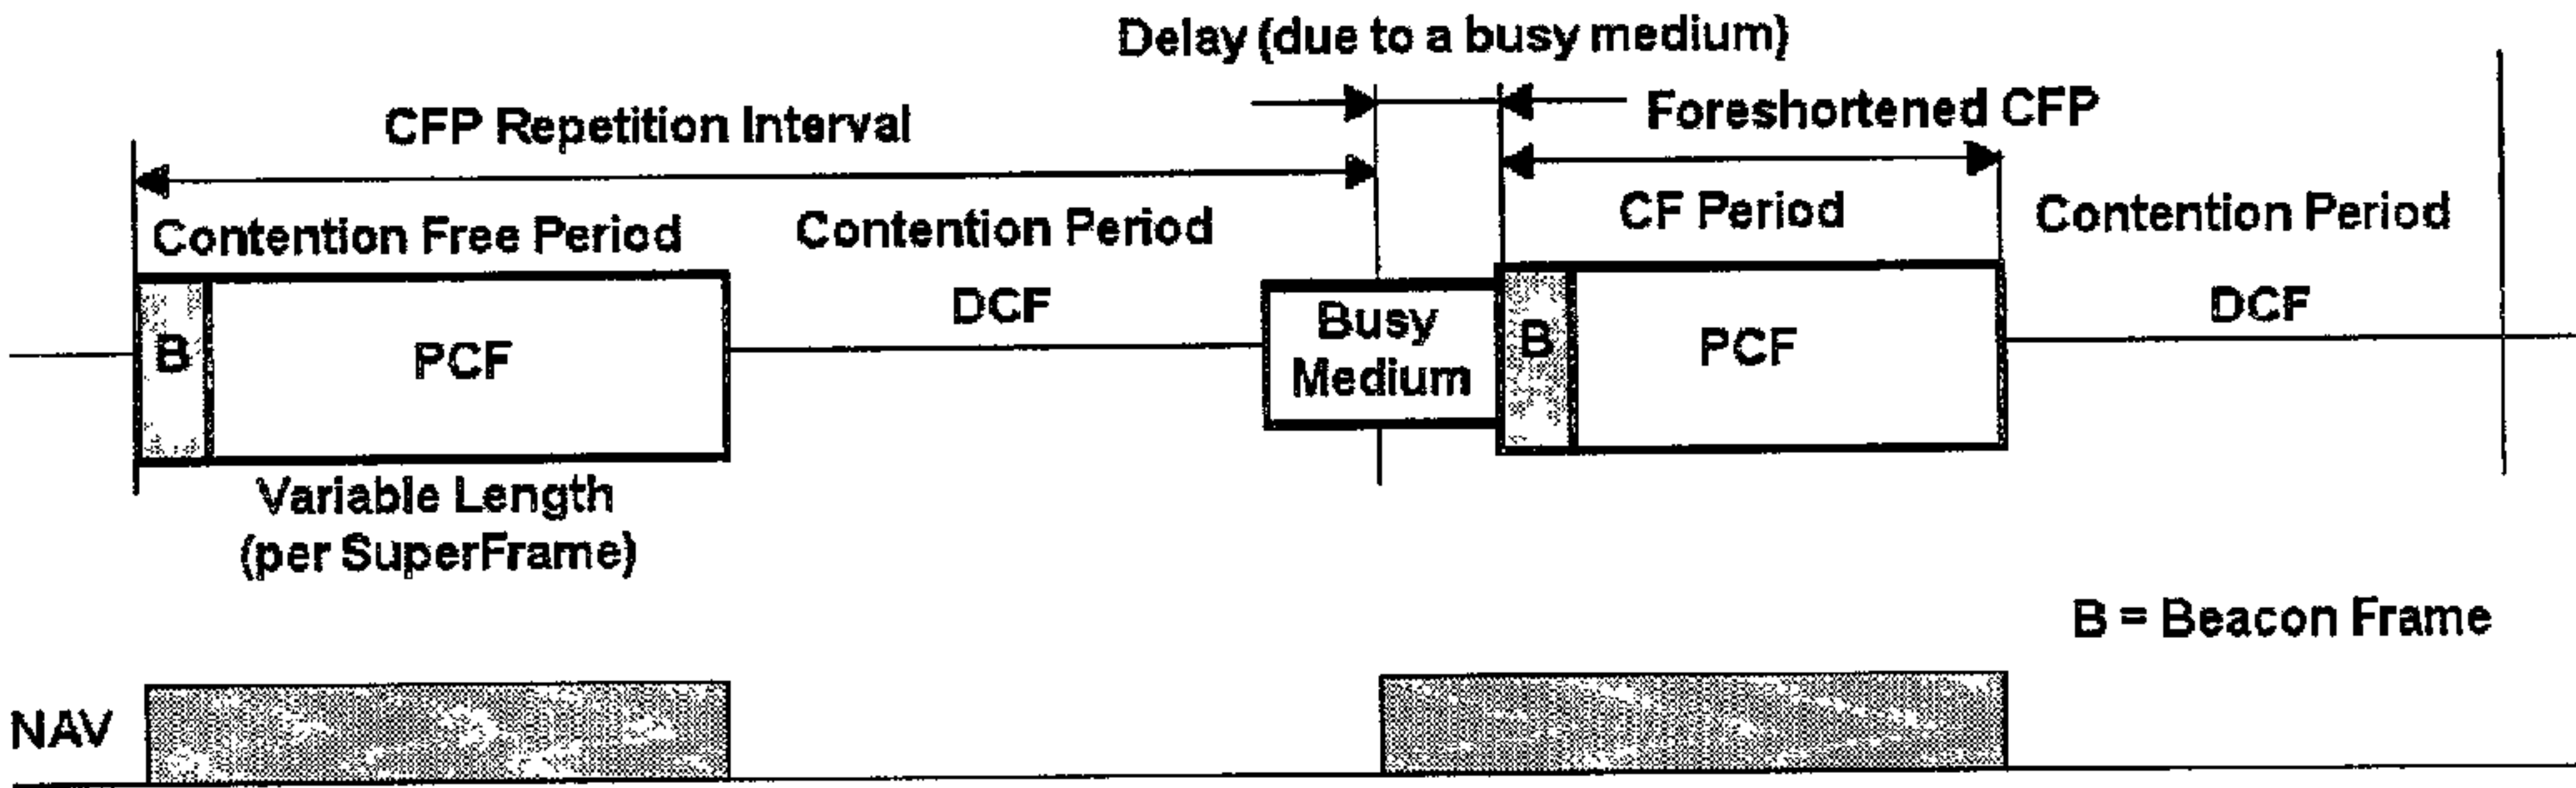 Delay (due to a busy medium)
CFP Repetition Interval
Foreshortened CFP
Contention Free Period
Contention Period
CF Period
Contention Period
B
PCF
DCF
Busy
Medium
B
PCF
DCF
Variable Length
(per SuperFrame)
B = Beacon Frame
NAV